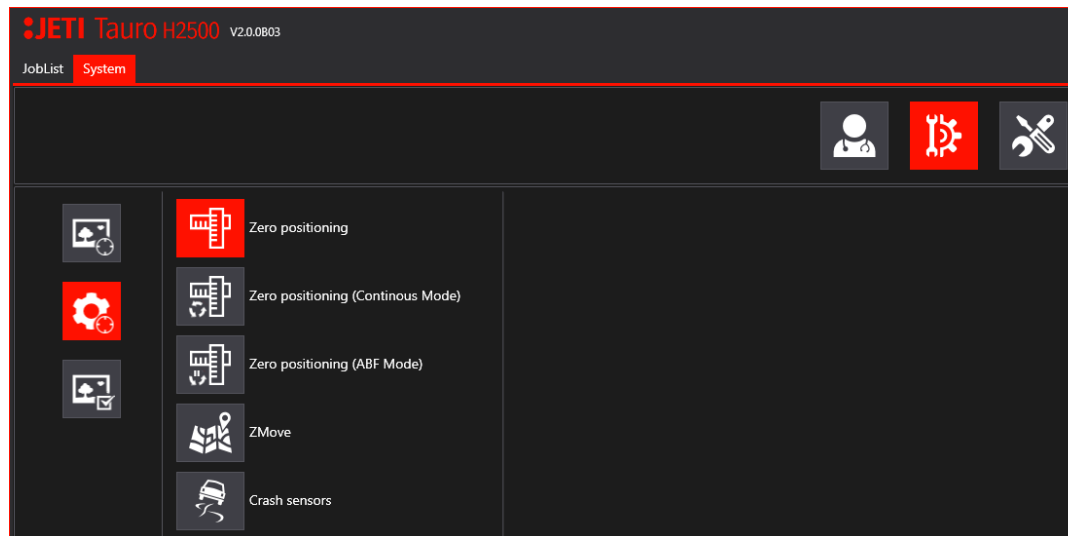 JETI Tauro H2500 V2.0.0B03
JobList System
Zero positioning
Zero positioning (Continous Mode)
Zero positioning (ABF Mode)
ZMove
Crash sensors